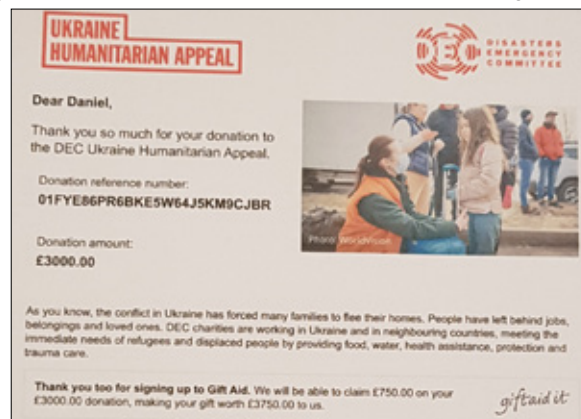 UKRAINE
HUMANITARIAN APPEAL
DEC
DISASTERS
EMERGENCY
COMMITTEE
Dear Daniel,
Thank you so much for your donation to
the DEC Ukraine Humanitarian Appeal.
Donation reference number:
01FYE86PR6BKE5W64J5KM9CJBR
Donation amount:
£3000.00
Photo: WorldVision
As you know, the conflict in Ukraine has forced many families to flee their homes. People have left behind jobs,
belongings and loved ones. DEC charities are working in Ukraine and in neighbouring countries, meeting the
immediate needs of refugees and displaced people by providing food, water, health assistance, protection and
trauma care.
Thank you too for signing up to Gift Aid. We will be able to claim £750.00 on your
£3000.00 donation, making your gift worth £3750.00 to us.
giftaid it